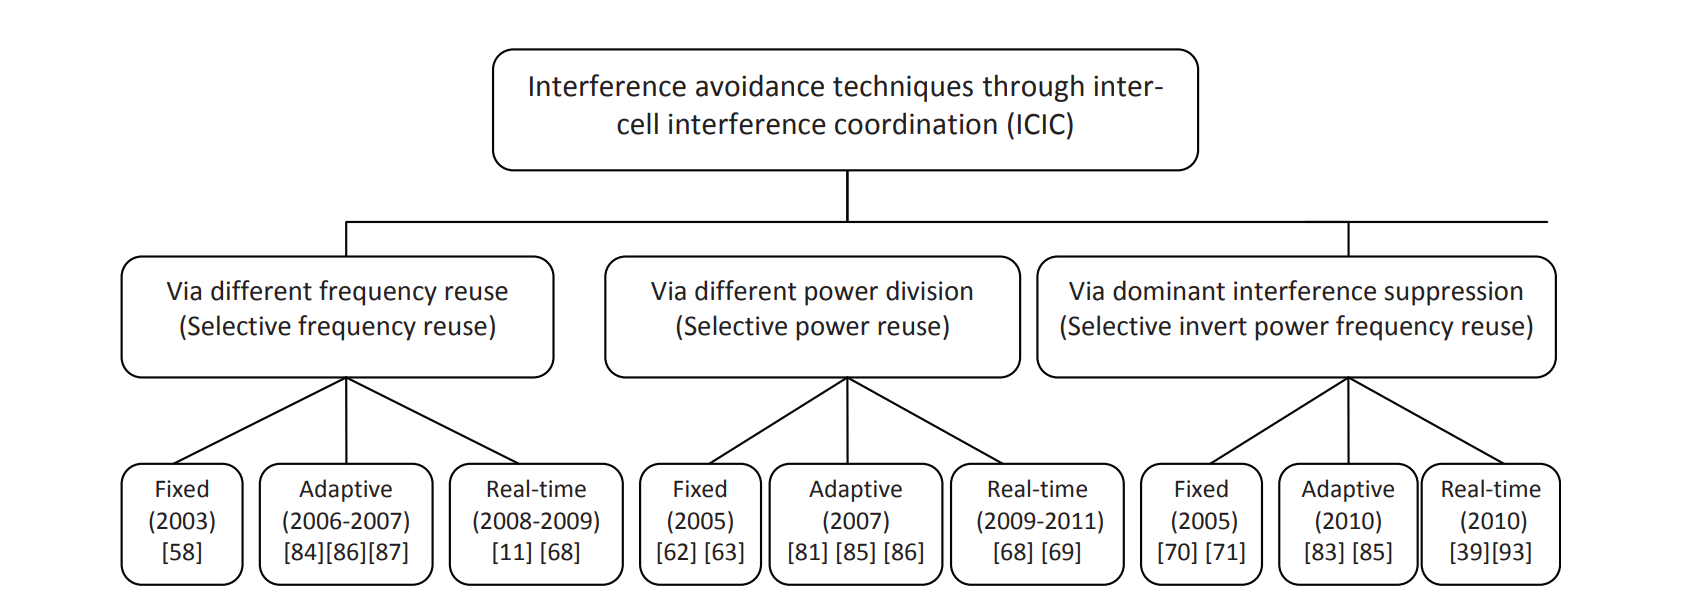 Interference avoidance techniques through inter-
cell interference coordination (ICIC)
Via different frequency reuse
(Selective frequency reuse)
Via different power division
(Selective power reuse)
Via dominant interference suppression
(Selective invert power frequency reuse)
Fixed
(2003)
[58]
Adaptive
(2006-2007)
[84][86][87]
Real-time
(2008-2009)
[11] [68]
Fixed
(2005)
[62] [63]
Adaptive
(2007)
[81] [85] [86]
Real-time
(2009-2011)
[68] [69]
Fixed
(2005)
[70] [71]
Adaptive
(2010)
[83] [85]
Real-time
(2010)
[39][93]